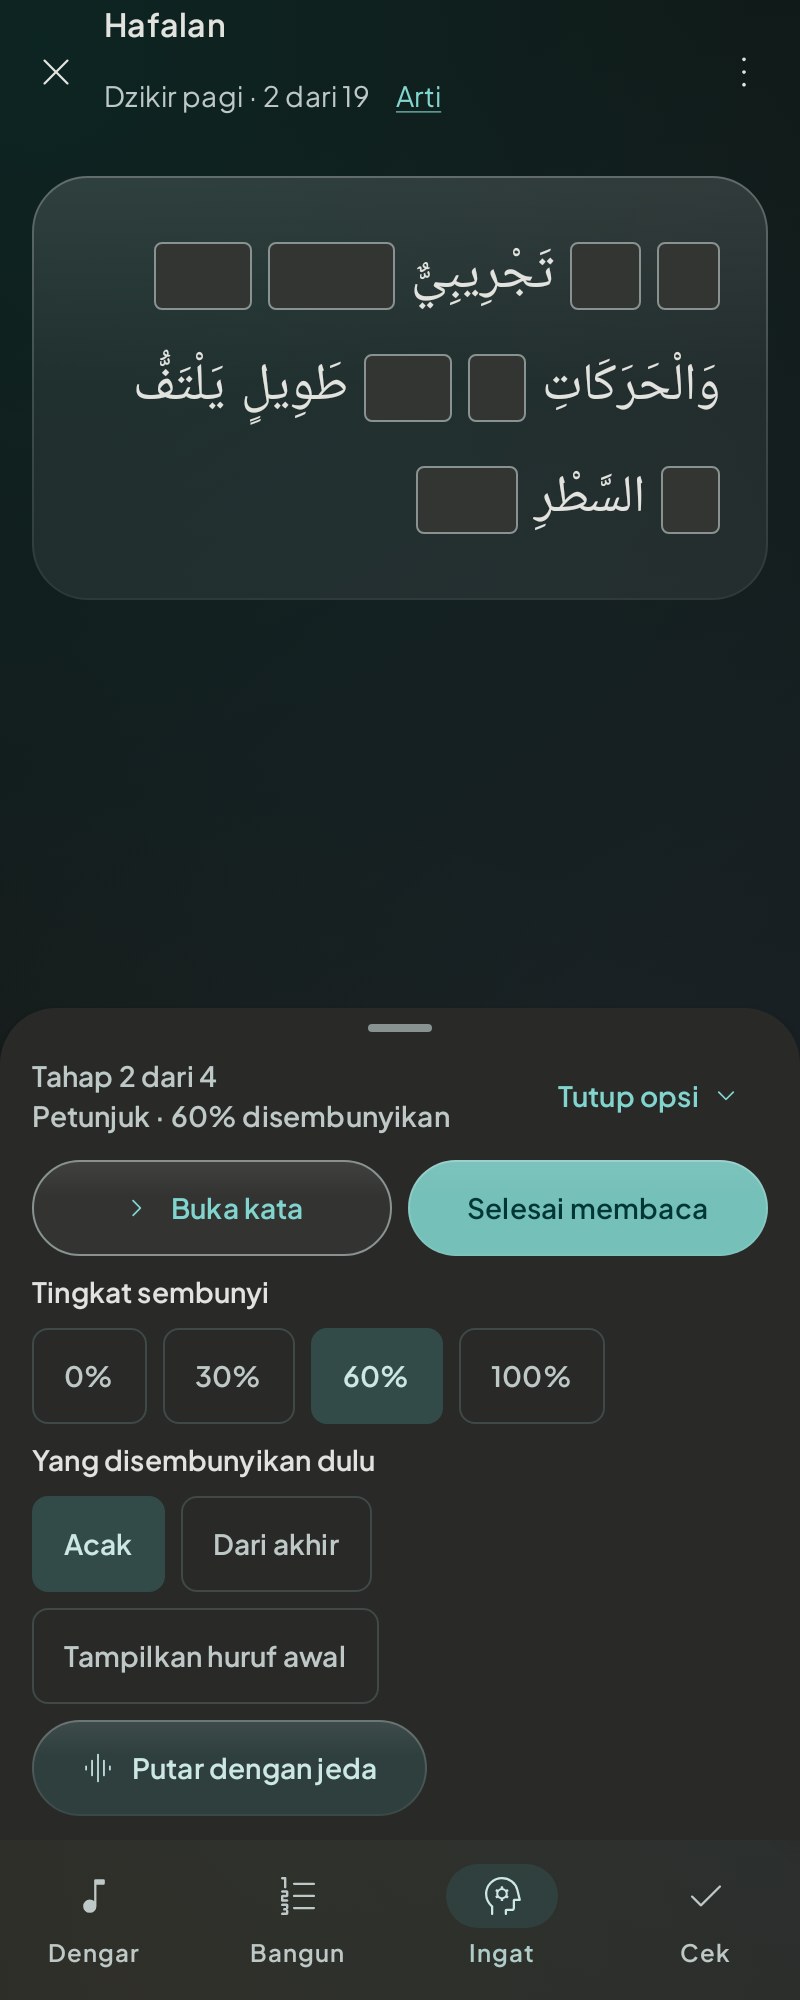 Hafalan
Dzikir pagi · 2 dari 19 Arti
تَجْرِيبِيٌّ
وَالْحَرَكَاتِ طَوِيلٍ يَلْتَفُّ
السَّطْرِ
Tahap 2 dari 4
Petunjuk · 60% disembunyikan
Tutup opsi
Buka kata
Selesai membaca
Tingkat sembunyi
0% 30% 60% 100%
Yang disembunyikan dulu
Acak Dari akhir
Tampilkan huruf awal
Putar dengan jeda
Dengar Bangun Ingat Cek